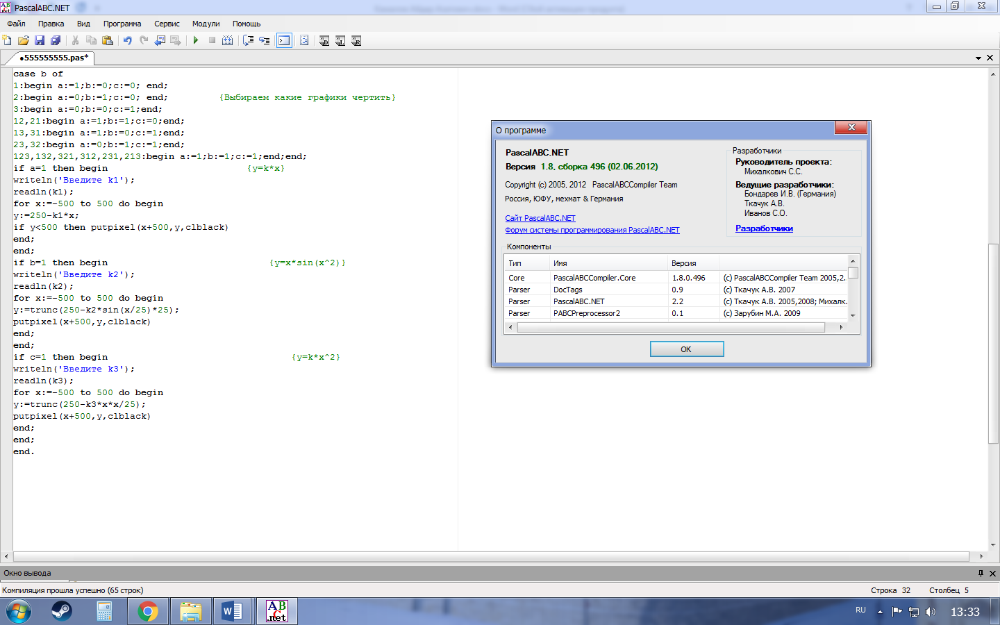 PascalABC.NET
Файл Правка Вид Программа Сервис Модули Помощь
●555555555.pas*
case b of
1:begin a:=1;b:=0;c:=0; end;
2:begin a:=0;b:=1;c:=0; end; {Выбираем какие графики чертить}
3:begin a:=0;b:=0;c:=1;end;
12,21:begin a:=1;b:=1;c:=0;end;
13,31:begin a:=1;b:=0;c:=1;end;
23,32:begin a:=0;b:=1;c:=1;end;
123,132,321,312,231,213:begin a:=1;b:=1;c:=1;end;end;
if a=1 then begin {y=k*x}
writeln('Введите k1');
readln(k1);
for x:=-500 to 500 do begin
y:=250-k1*x;
if y<500 then putpixel(x+500,y,clblack)
end;
end;
if b=1 then begin {y=x*sin(x^2)}
writeln('Введите k2');
readln(k2);
for x:=-500 to 500 do begin
y:=trunc(250-k2*sin(x/25)*25);
putpixel(x+500,y,clblack)
end;
end;
if c=1 then begin {y=k*x^2}
writeln('Введите k3');
readln(k3);
for x:=-500 to 500 do begin
y:=trunc(250-k3*x*x/25);
putpixel(x+500,y,clblack)
end;
end;
end.
О программе
PascalABC.NET
Версия 1.8, сборка 496 (02.06.2012)
Copyright (c) 2005, 2012 PascalABCCompiler Team
Россия, ЮФУ, мехмат & Германия
Сайт PascalABC.NET
Форум системы программирования PascalABC.NET
Разработчики
Руководитель проекта:
Михалкович С.С.
Ведущие разработчики:
Бондарев И.В. (Германия)
Ткачук А.В.
Иванов С.О.
Разработчики
Компоненты
Тип Имя Версия
Core PascalABCCompiler.Core 1.8.0.496 (c) PascalABCCompiler Team 2005,2.
Parser DocTags 0.9 (c) Ткачук А.В. 2007
Parser PascalABC.NET 2.2 (c) Ткачук А.В. 2005,2008; Михалк.
Parser PABCPreprocessor2 0.1 (c) Зарубин М.А. 2009
OK
Окно вывода
Компиляция прошла успешно (65 строк) Строка 32 Столбец 5
AB C .net
RU 13:33